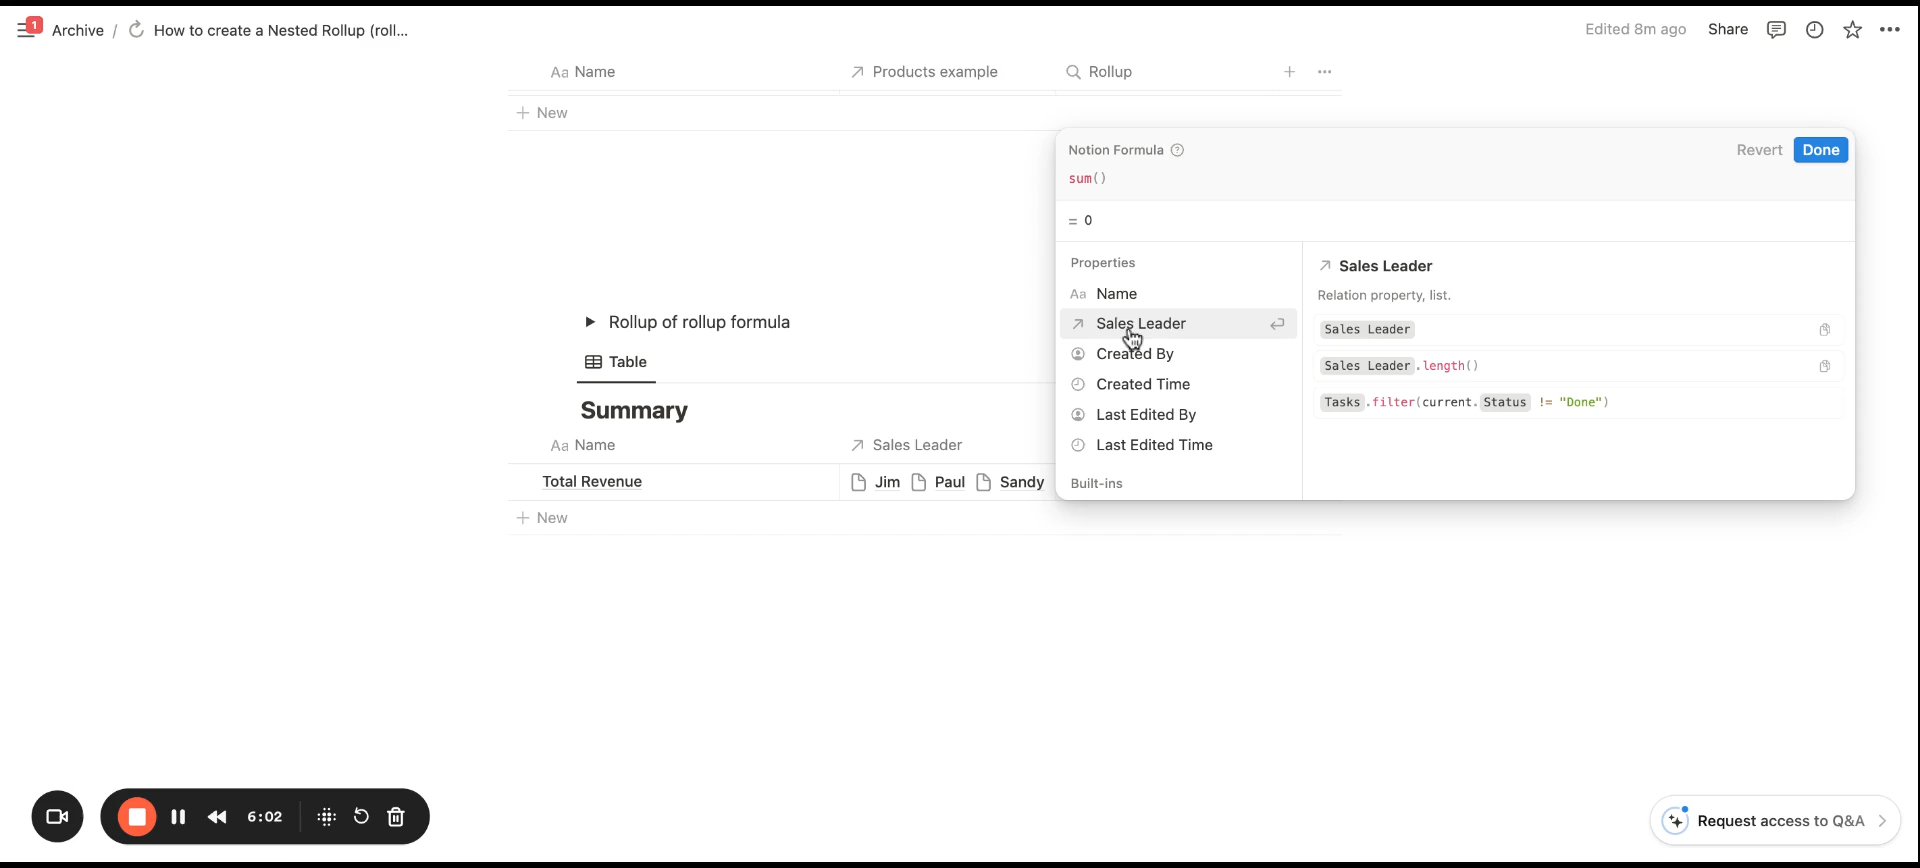 1
Archive / How to create a Nested Rollup (roll...
Edited 8m ago Share
Aa Name Products example Rollup
+ New
Notion Formula
Revert Done
sum()
= 0
Properties
Aa Name
Sales Leader
Created By
Created Time
Last Edited By
Last Edited Time
Built-ins
Sales Leader
Relation property, list.
Sales Leader
Sales Leader.length()
Tasks.filter(current.Status != "Done")
Rollup of rollup formula
Table
Summary
Aa Name Sales Leader
Total Revenue Jim Paul Sandy
+ New
6:02
Request access to Q&A